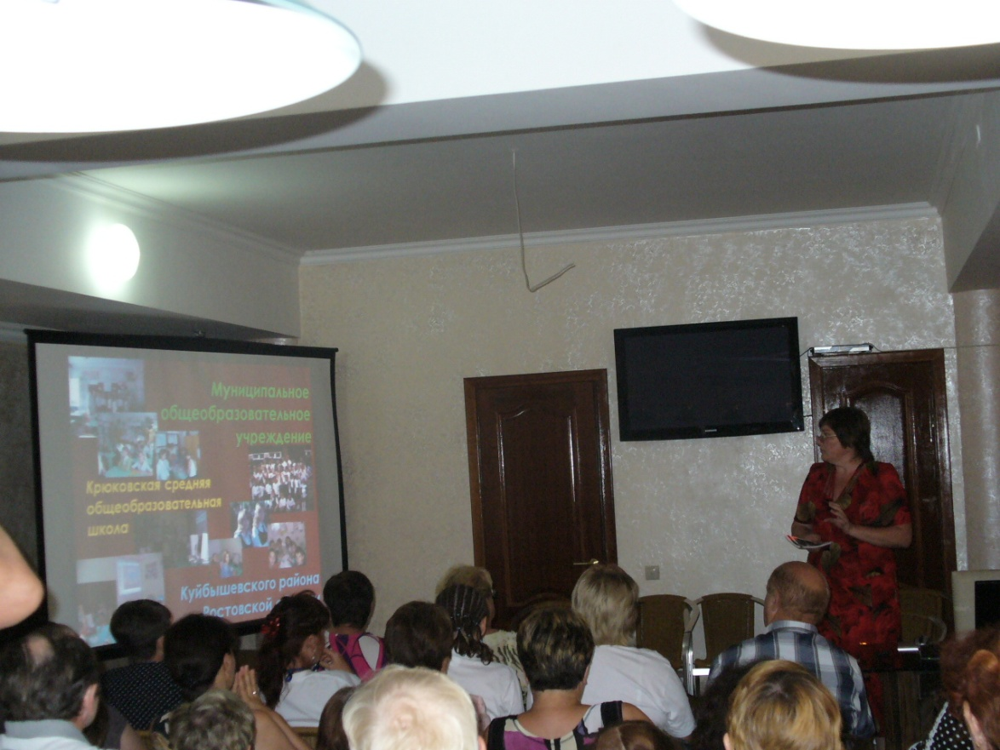 Муниципальное
общеобразовательное
учреждение
Крюковская средняя
общеобразовательная
школа
Куйбышевского района
Ростовской